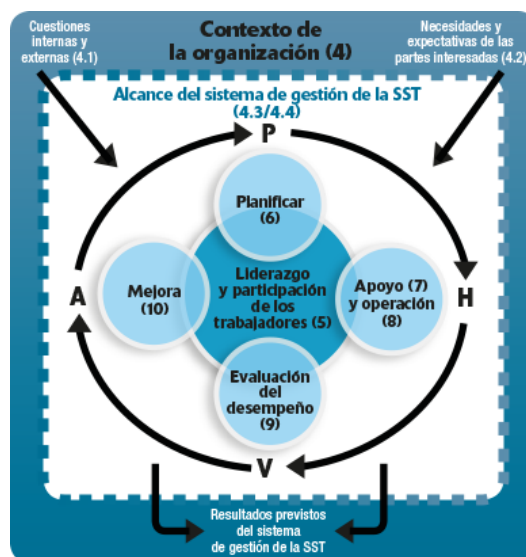 Cuestiones
internas y
externas (4.1)
Contexto de
la organización (4)
Necesidades y
expectativas de las
partes interesadas (4.2)
Alcance del sistema de gestión de la SST
(4.3/4.4)
P
Planificar
(6)
A
Mejora
(10)
Liderazgo
y participación
de los
trabajadores (5)
Apoyo (7)
y operación
(8)
H
Evaluación
del
desempeño
(9)
V
Resultados previstos
del sistema
de gestión de la SST